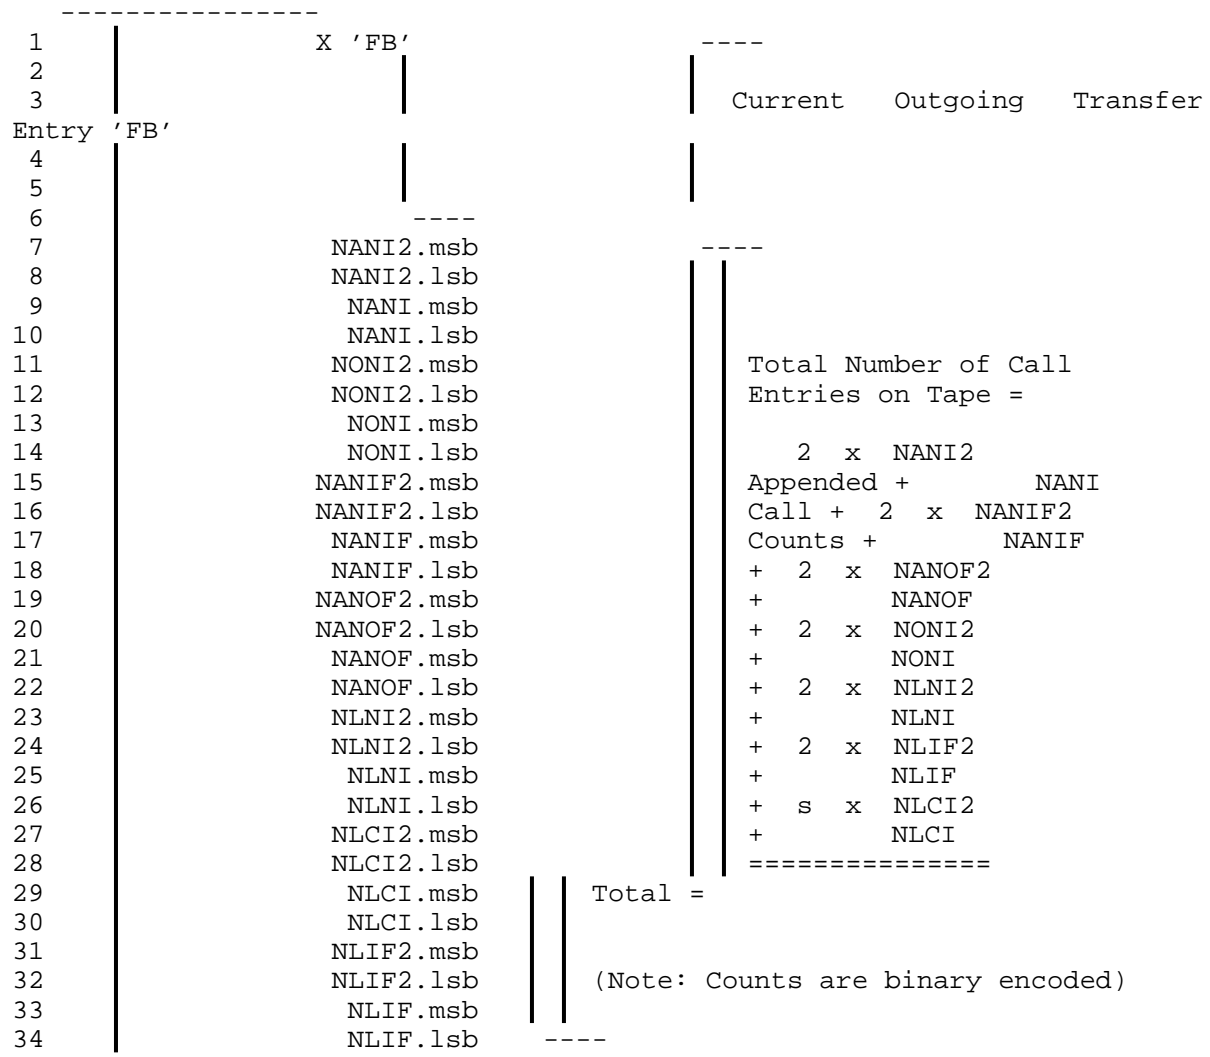 ----------------
1 X 'FB' ----
2
3 Current Outgoing Transfer
Entry 'FB'
4
5
6 ----
7 NANI2.msb ----
8 NANI2.lsb
9 NANI.msb
10 NANI.lsb
11 NONI2.msb Total Number of Call
12 NONI2.lsb Entries on Tape =
13 NONI.msb
14 NONI.lsb 2 x NANI2
15 NANIF2.msb Appended + NANI
16 NANIF2.lsb Call + 2 x NANIF2
17 NANIF.msb Counts + NANIF
18 NANIF.lsb + 2 x NANOF2
19 NANOF2.msb + NANOF
20 NANOF2.lsb + 2 x NONI2
21 NANOF.msb + NONI
22 NANOF.lsb + 2 x NLNI2
23 NLNI2.msb + NLNI
24 NLNI2.lsb + 2 x NLIF2
25 NLNI.msb + NLIF
26 NLNI.lsb + s x NLCI2
27 NLCI2.msb + NLCI
28 NLCI2.lsb ===============
29 NLCI.msb Total =
30 NLCI.lsb
31 NLIF2.msb
32 NLIF2.lsb (Note: Counts are binary encoded)
33 NLIF.msb
34 NLIF.lsb ----